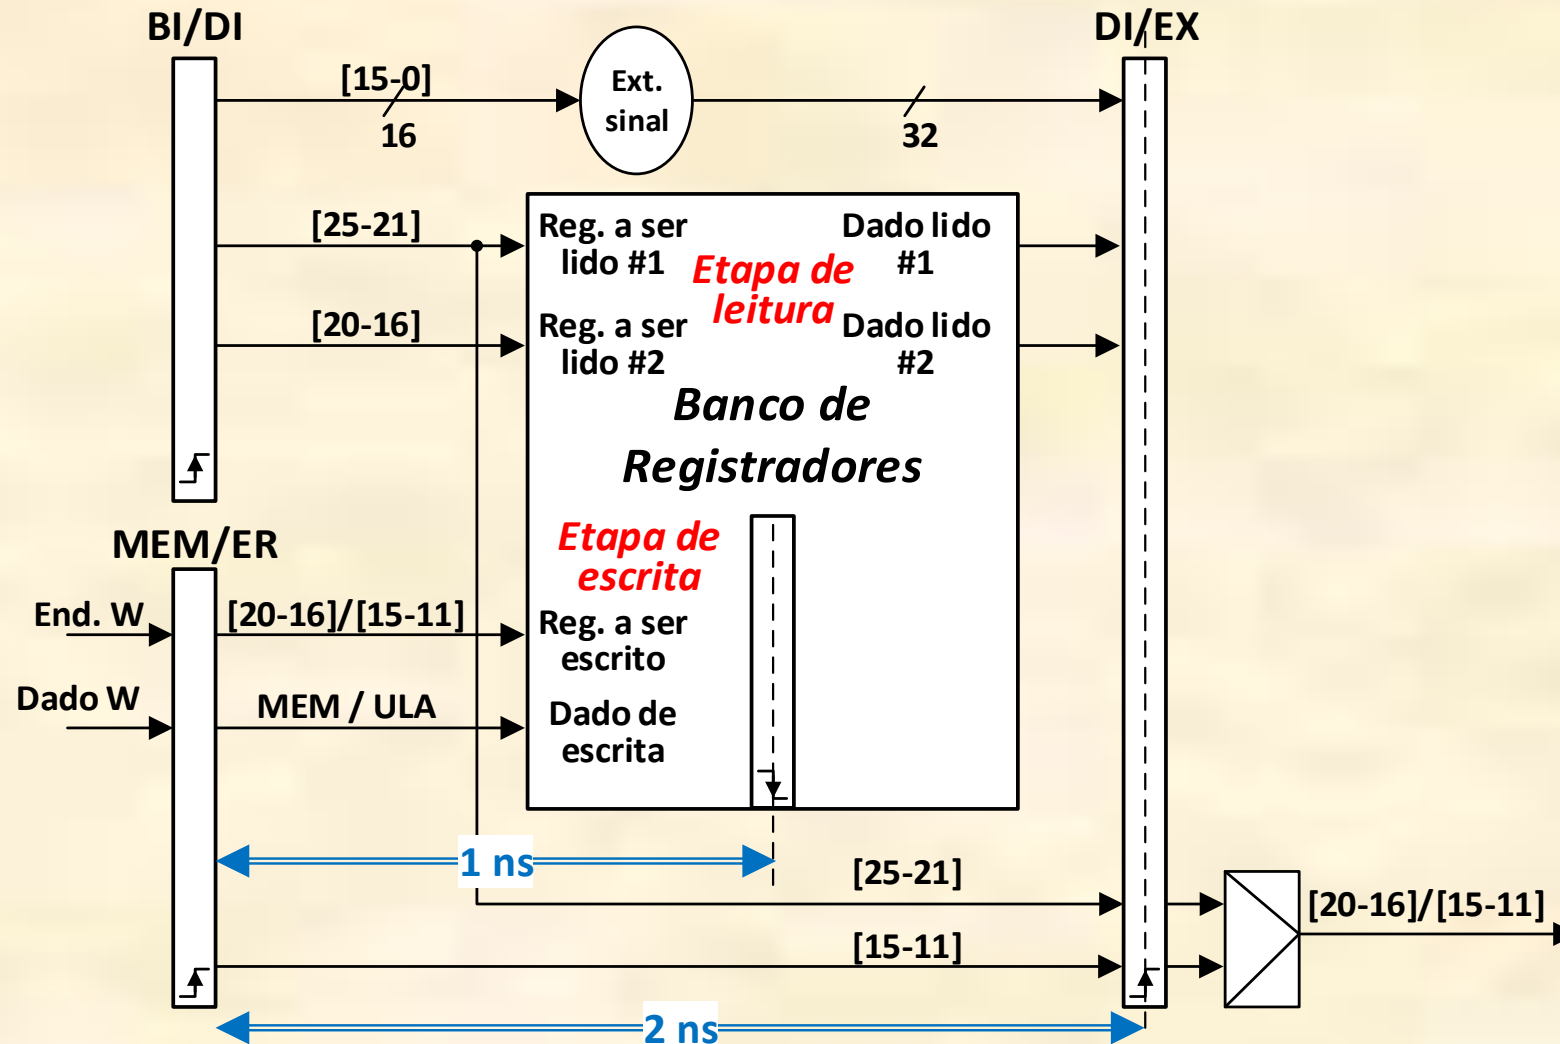 BI/DI
DI/EX
[15-0]
16
Ext.
sinal
32
[25-21]
[20-16]
Reg. a ser
lido #1
Etapa de
leitura
Dado lido
#1
Reg. a ser
lido #2
Dado lido
#2
Banco de
Registradores
MEM/ER
Etapa de
escrita
End. W
[20-16]/[15-11]
Reg. a ser
escrito
Dado W
MEM / ULA
Dado de
escrita
1 ns
[25-21]
[20-16]/[15-11]
[15-11]
2 ns